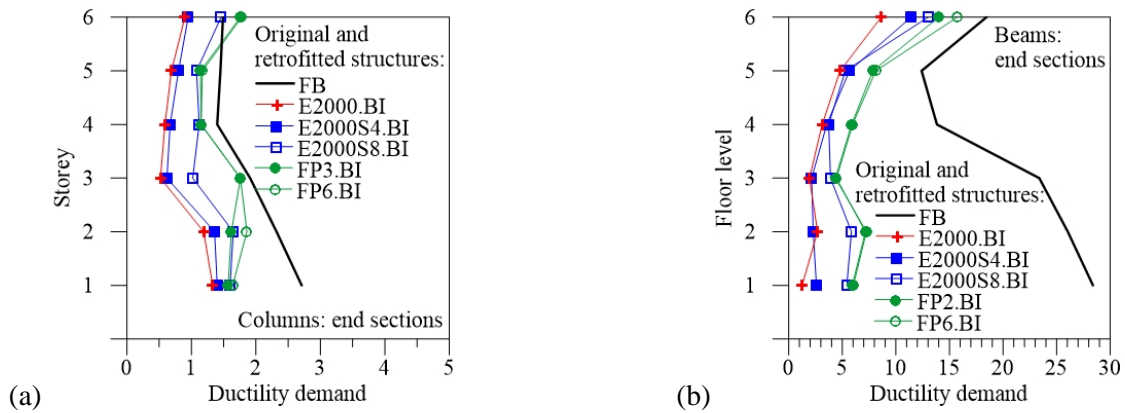 6
5
4
3
2
1
Storey
Original and
retrofitted structures:
FB
E2000.BI
E2000S4.BI
E2000S8.BI
FP3.BI
FP6.BI
Columns: end sections
0 1 2 3 4 5
Ductility demand
(a)
6
5
4
3
2
1
Floor level
Beams:
end sections
Original and
retrofitted structures:
FB
E2000.BI
E2000S4.BI
E2000S8.BI
FP2.BI
FP6.BI
0 5 10 15 20 25 30
Ductility demand
(b)